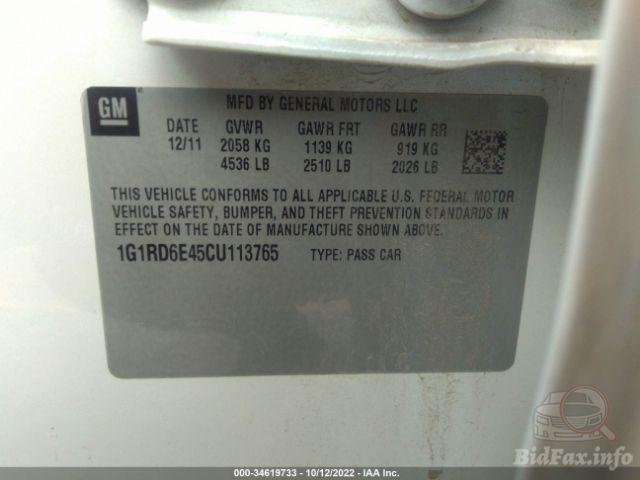 GM
MFD BY GENERAL MOTORS LLC
DATE GVWR GAWR FRT GAWR RR
12/11 2058 KG 1139 KG 919 KG
4536 LB 2510 LB 2026 LB
THIS VEHICLE CONFORMS TO ALL APPLICABLE U.S. FEDERAL MOTOR
VEHICLE SAFETY, BUMPER, AND THEFT PREVENTION STANDARDS IN
EFFECT ON THE DATE OF MANUFACTURE SHOWN ABOVE.
1G1RD6E45CU113765 TYPE: PASS CAR
BidFax.info
000-34619733 - 10/12/2022 - IAA Inc.